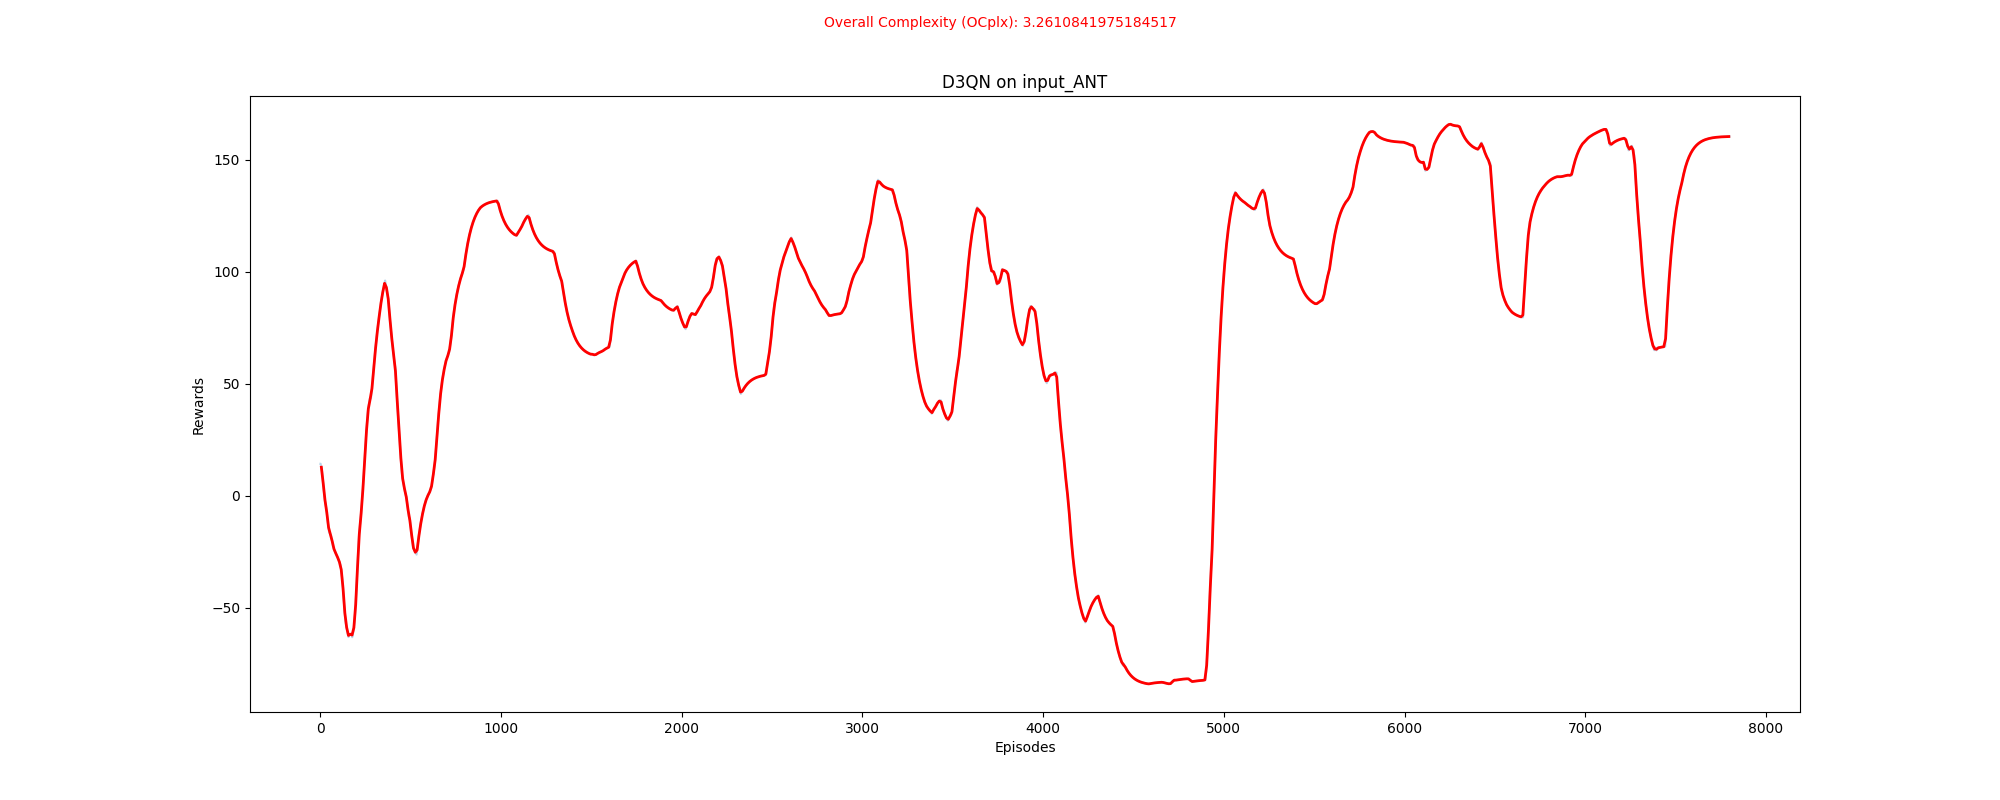 Overall Complexity (OCplx): 3.2610841975184517
D3QN on input_ANT
Rewards
150
100
50
0
−50
0 1000 2000 3000 4000 5000 6000 7000 8000
Episodes